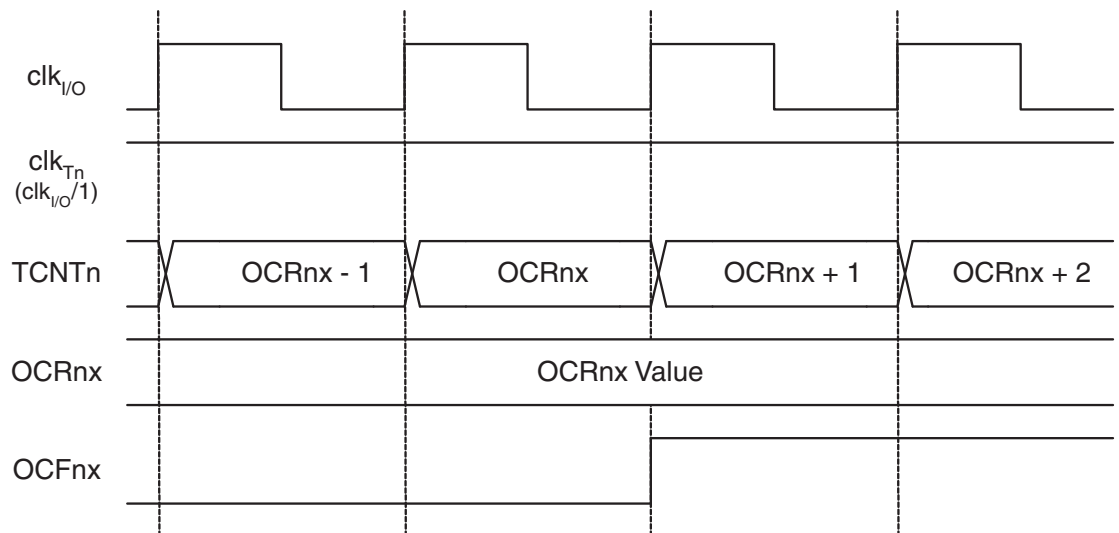 clkI/O
clkTn
(clkI/O/1)
TCNTn OCRnx - 1 OCRnx OCRnx + 1 OCRnx + 2
OCRnx OCRnx Value
OCFnx